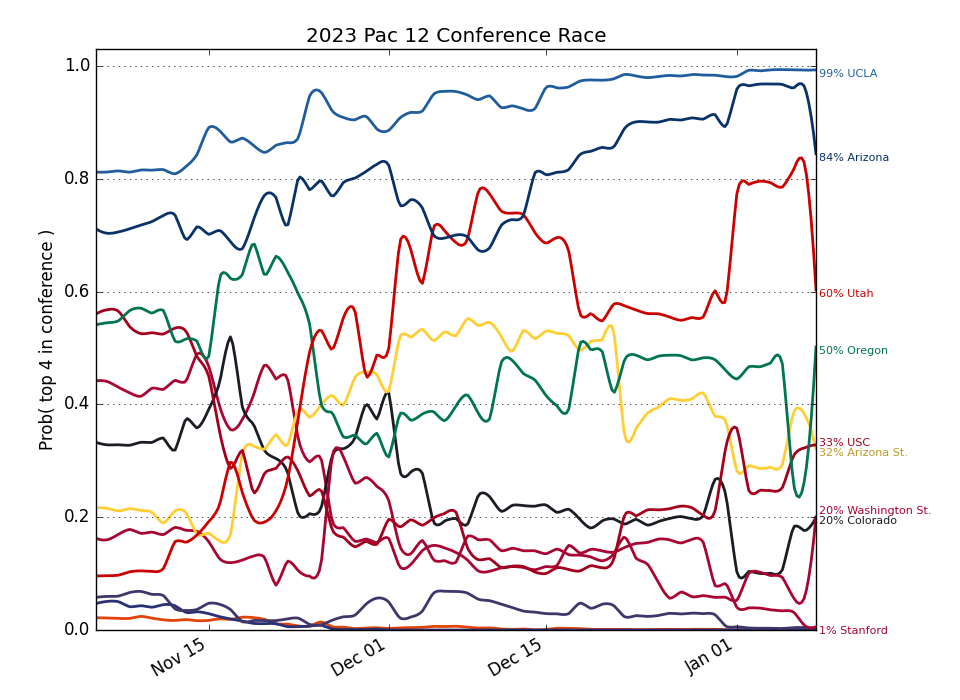 2023 Pac 12 Conference Race
Prob( top 4 in conference )
1.0
0.8
0.6
0.4
0.2
0.0
Nov 15
Dec 01
Dec 15
Jan 01
99% UCLA
84% Arizona
60% Utah
50% Oregon
33% USC
32% Arizona St.
20% Washington St.
20% Colorado
1% Stanford